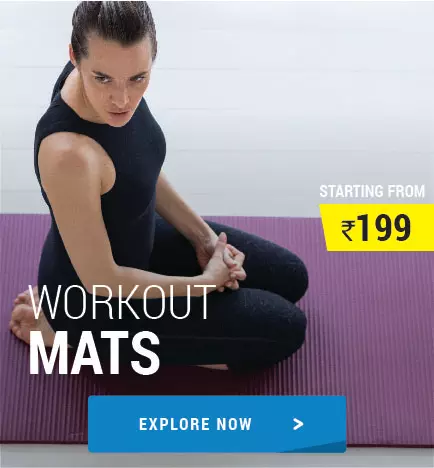 STARTING FROM
₹199
WORKOUT
MATS
EXPLORE NOW >